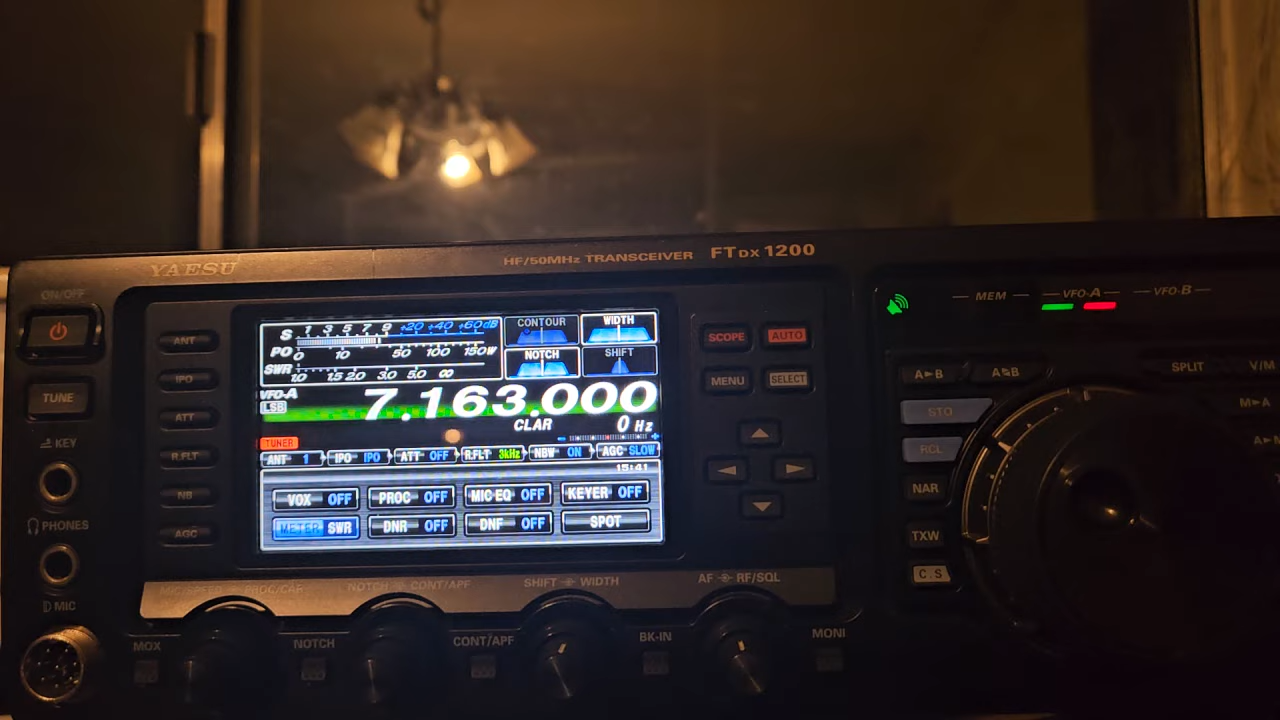 YAESU
HF/50MHz TRANSCEIVER FTDX 1200
ON/OFF
TUNE
KEY
PHONES
MIC
ANT
IPO
ATT
R.FLT
NB
AGC
S 1 3 5 7 9 +20 +40 +60dB
PO 0 10 50 100 150W
SWR 1.0 1.5 2.0 3.0 5.0 ∞
CONTOUR
WIDTH
NOTCH
SHIFT
VFO-A
LSB
7.163.000
CLAR 0 Hz
TUNER
ANT 1 IPO IPO ATT OFF R.FLT 3kHz NBW ON AGC SLOW
15:41
VOX OFF PROC OFF MIC EQ OFF KEYER OFF
METER SWR DNR OFF DNF OFF SPOT
SCOPE
AUTO
MENU
SELECT
MEM
VFO-A
VFO-B
A►B
SPLIT
V/M
STO
M►A
RCL
NAR
TXW
C.S
MIC/SPEED PROC/CAR
NOTCH CONT/APF
SHIFT WIDTH
AF RF/SQL
MOX
NOTCH
CONT/APF
BK-IN
MONI